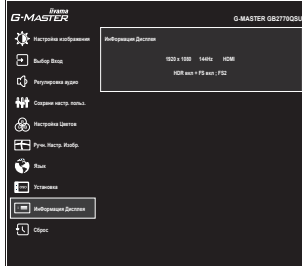 iiyama
G·MASTER
G-MASTER GB2770QSU
Настройка изображения
ИнФормация Дисплея
Выбор Вход
1920 x 1080 144Hz HDMI
HDR вкл = FS вкл ; FS2
Регулировка аудио
Сохрани настр. польз.
Настройка Цветов
Ручн. Настр. Изобр.
Язык
Установка
ИнФормация Дисплея
Сброс